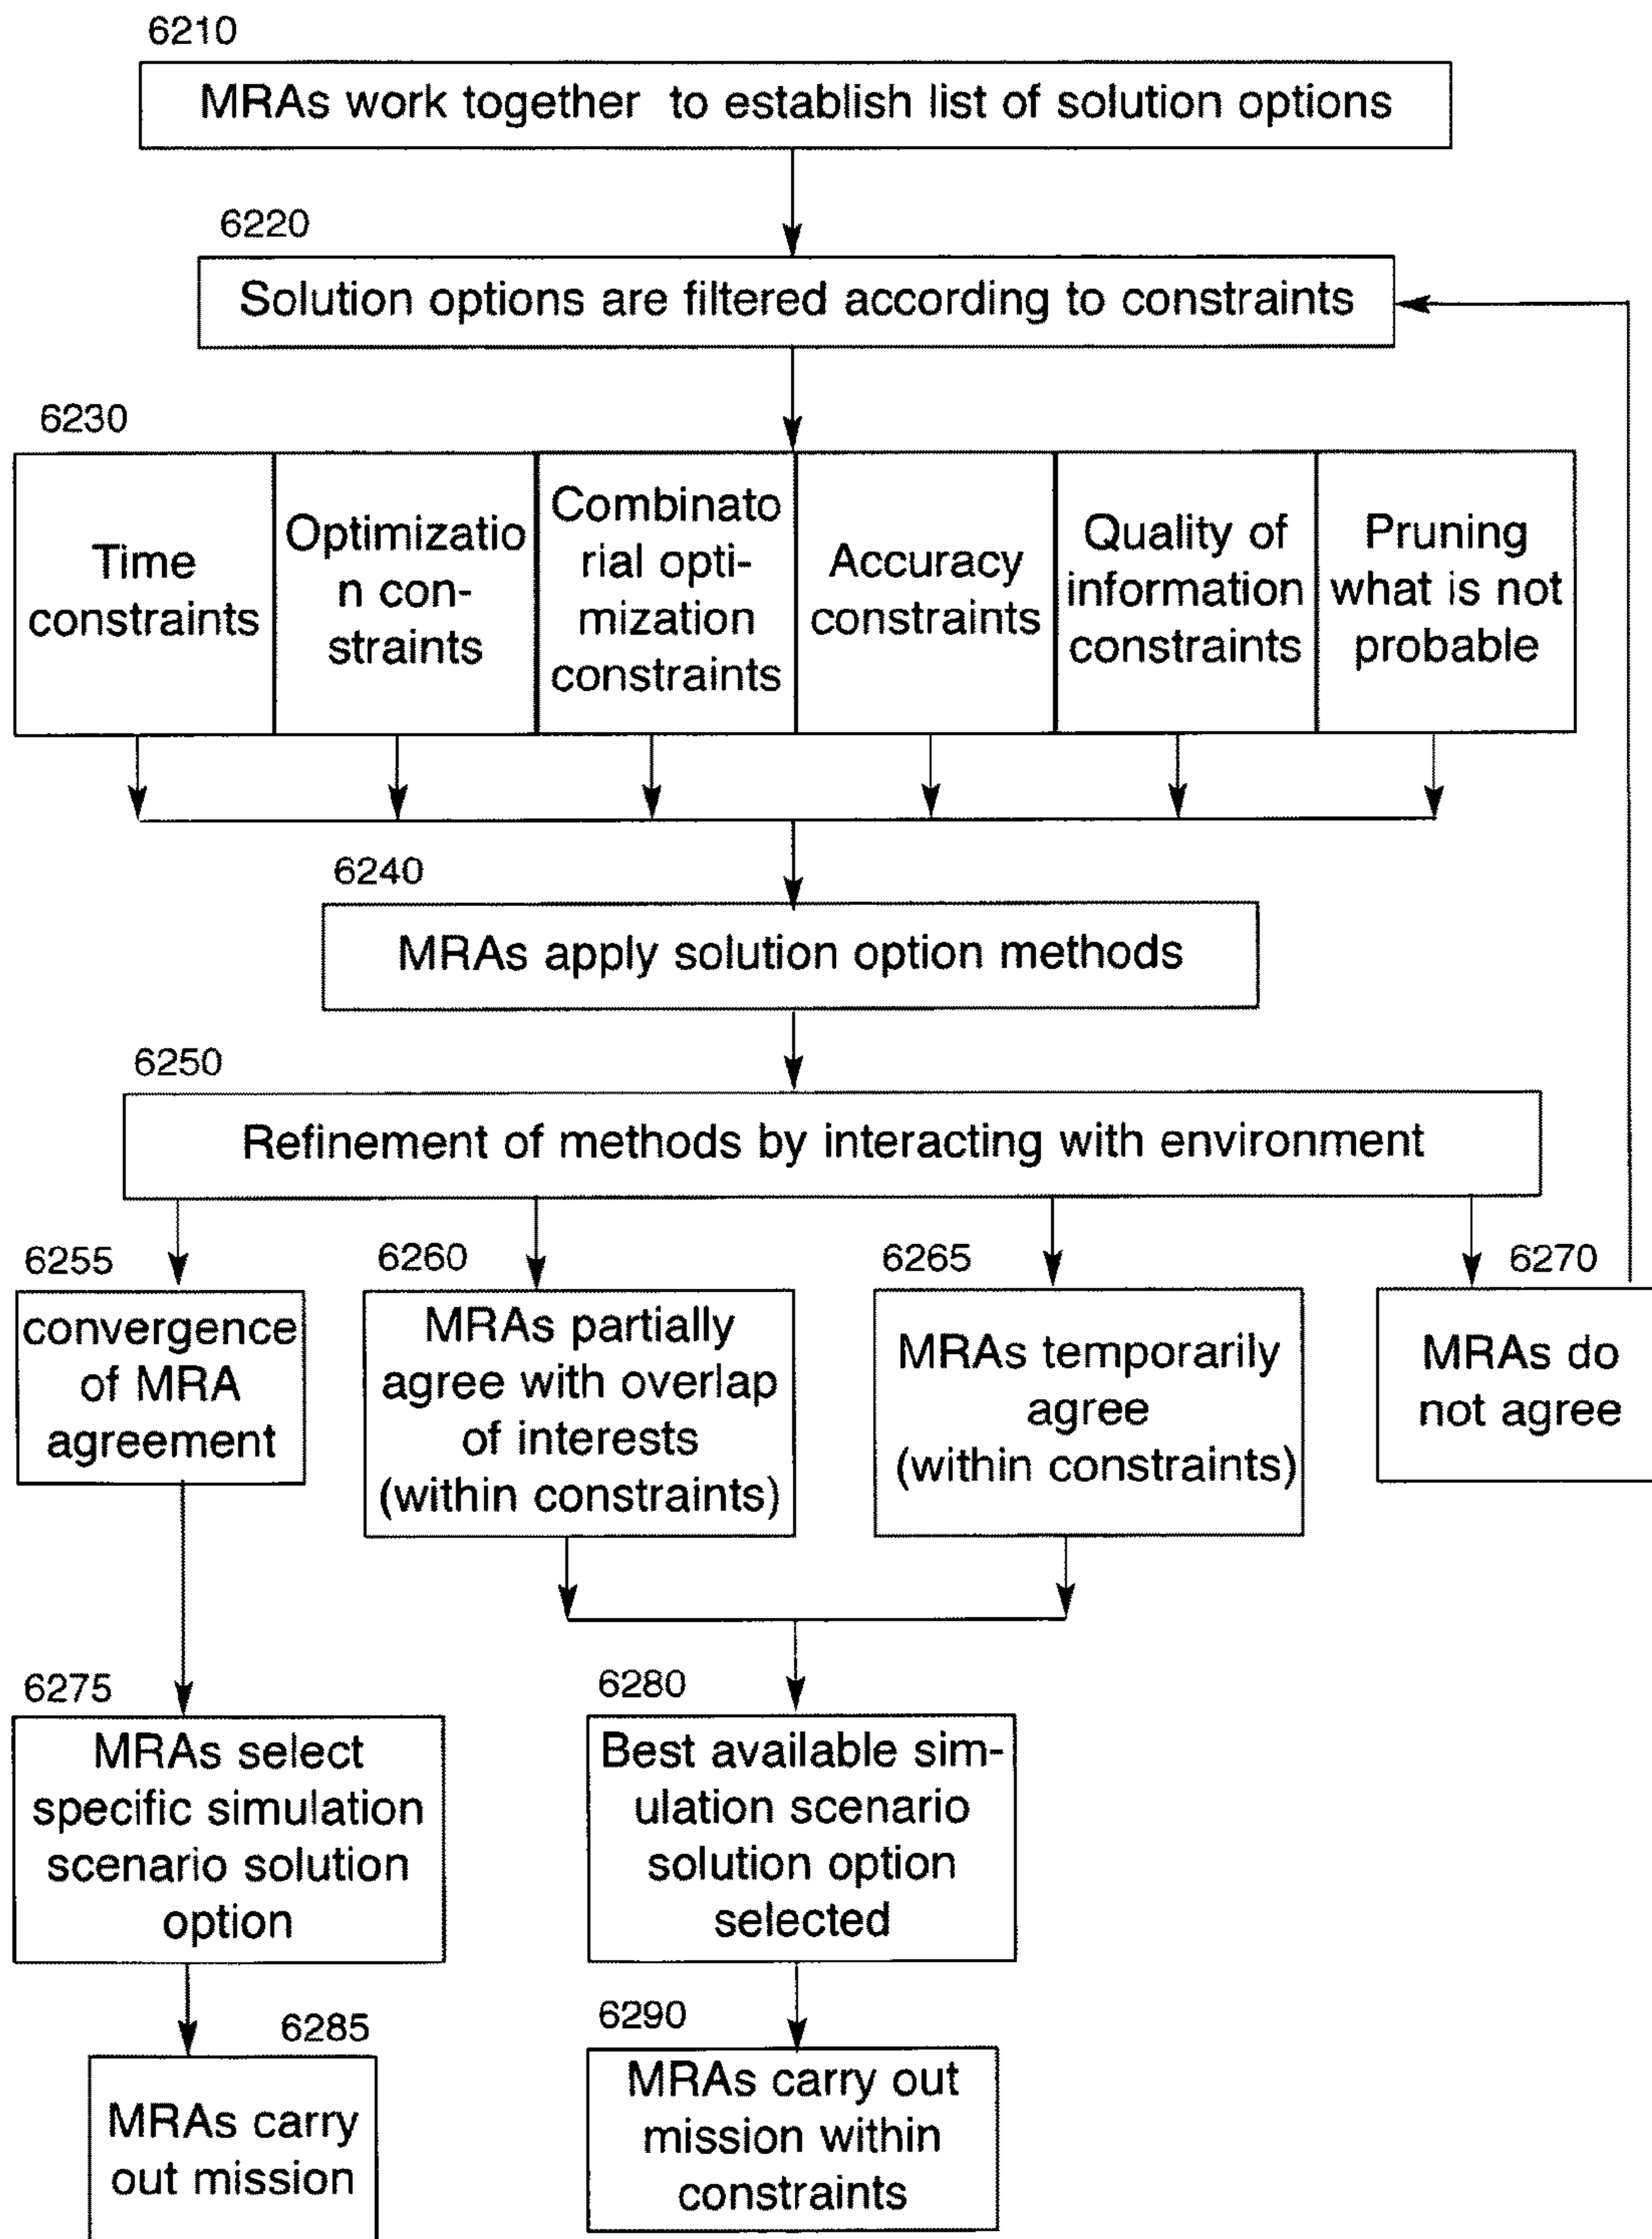 6210
MRAs work together to establish list of solution options
6220
Solution options are filtered according to constraints
6230
Time
constraints
Optimizatio
n con-
straints
Combinato
rial opti-
mization
constraints
Accuracy
constraints
Quality of
information
constraints
Pruning
what is not
probable
6240
MRAs apply solution option methods
6250
Refinement of methods by interacting with environment
6255
convergence
of MRA
agreement
6260
MRAs partially
agree with overlap
of interests
(within constraints)
6265
MRAs temporarily
agree
(within constraints)
6270
MRAs do
not agree
6275
MRAs select
specific simulation
scenario solution
option
6280
Best available sim-
ulation scenario
solution option
selected
6285
MRAs carry
out mission
6290
MRAs carry out
mission within
constraints